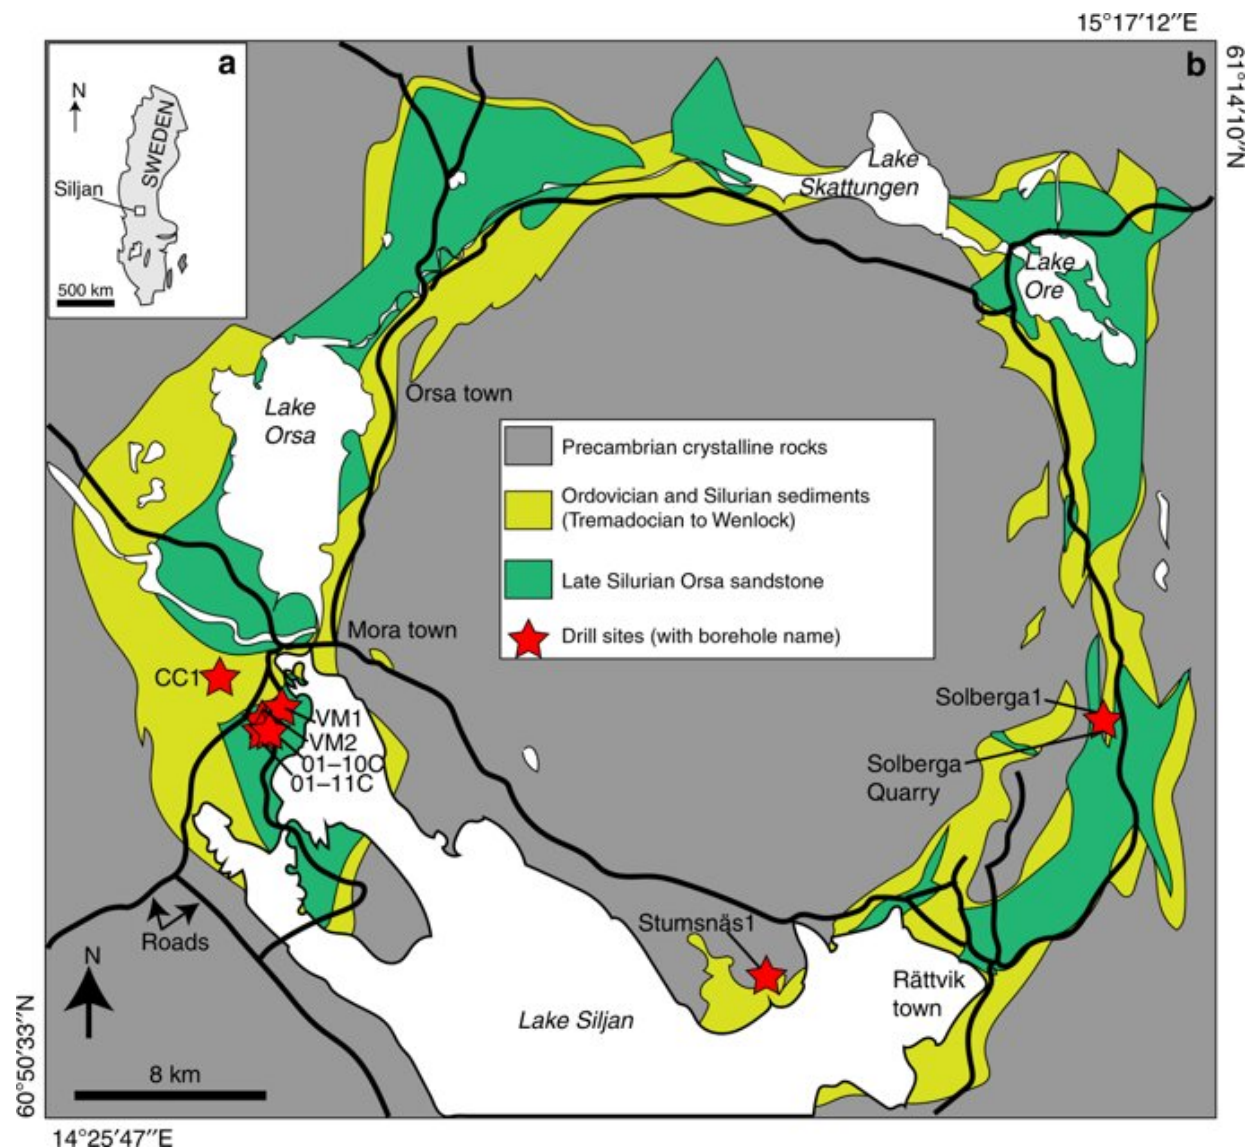 15°17′12″E
61°14′10″N
a
N
SWEDEN
Siljan
500 km
b
Lake
Skattungen
Lake
Ore
Lake
Orsa
Orsa town
Precambrian crystalline rocks
Ordovician and Silurian sediments
(Tremadocian to Wenlock)
Late Silurian Orsa sandstone
Drill sites (with borehole name)
Mora town
CC1
VM1
VM2
01–10C
01–11C
Solberga1
Solberga
Quarry
Stumsnäs1
Roads
N
Rättvik
town
Lake Siljan
8 km
60°50′33″N
14°25′47″E